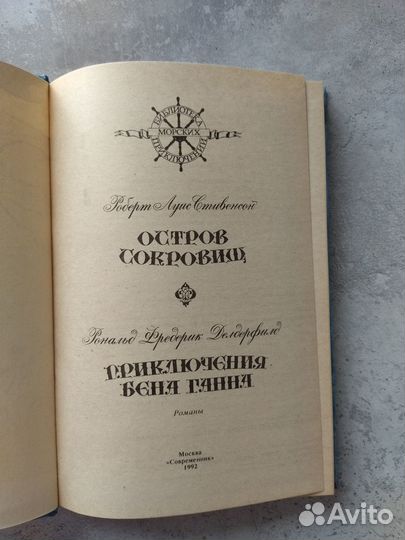 БИБЛИОТЕКА
МОРСКИХ
ПРИКЛЮЧЕНИЙ
Роберт Луис Стивенсон
ОСТРОВ
СОКРОВИЩ
Рональд Фредерик Делдерфилд
ПРИКЛЮЧЕНИЯ
БЕНА ГАННА
Романы
Москва
«Современник»
1992
Avito